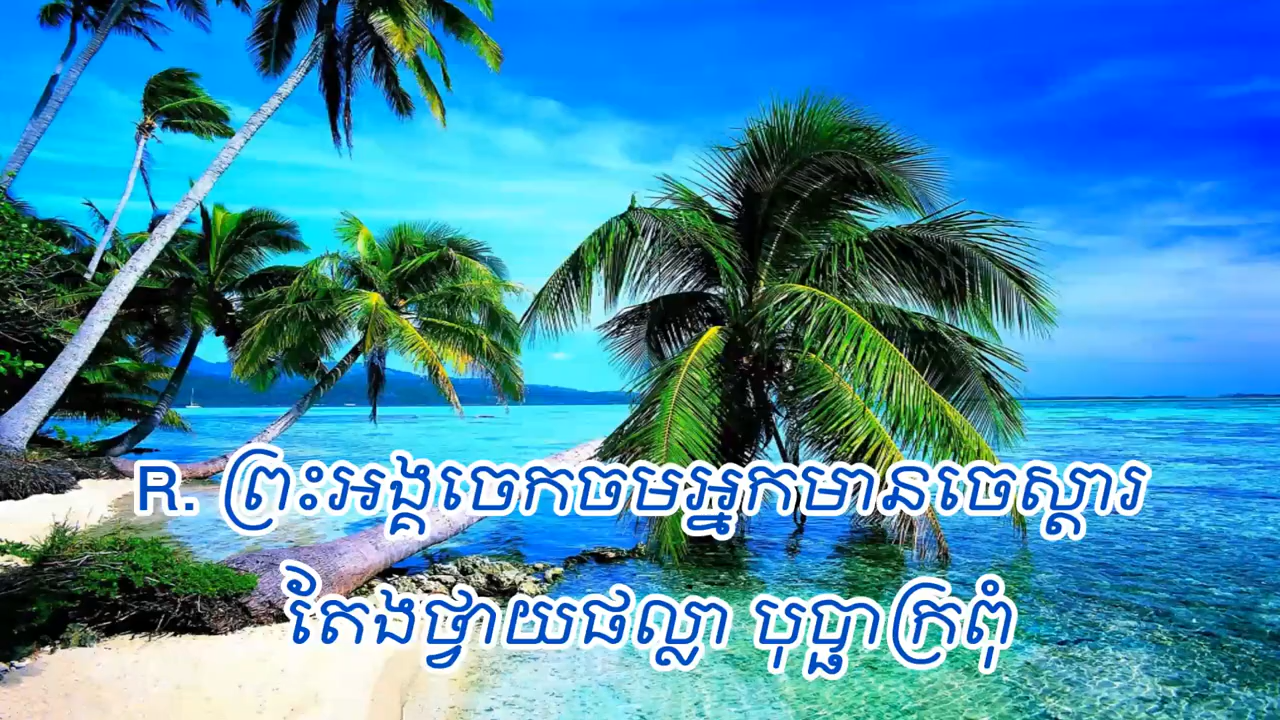 R. ព្រះអង្គចេកចមអ្នកមានចេស្តារ
តែងថ្វាយផល្លា បុប្ផាក្រពុំ